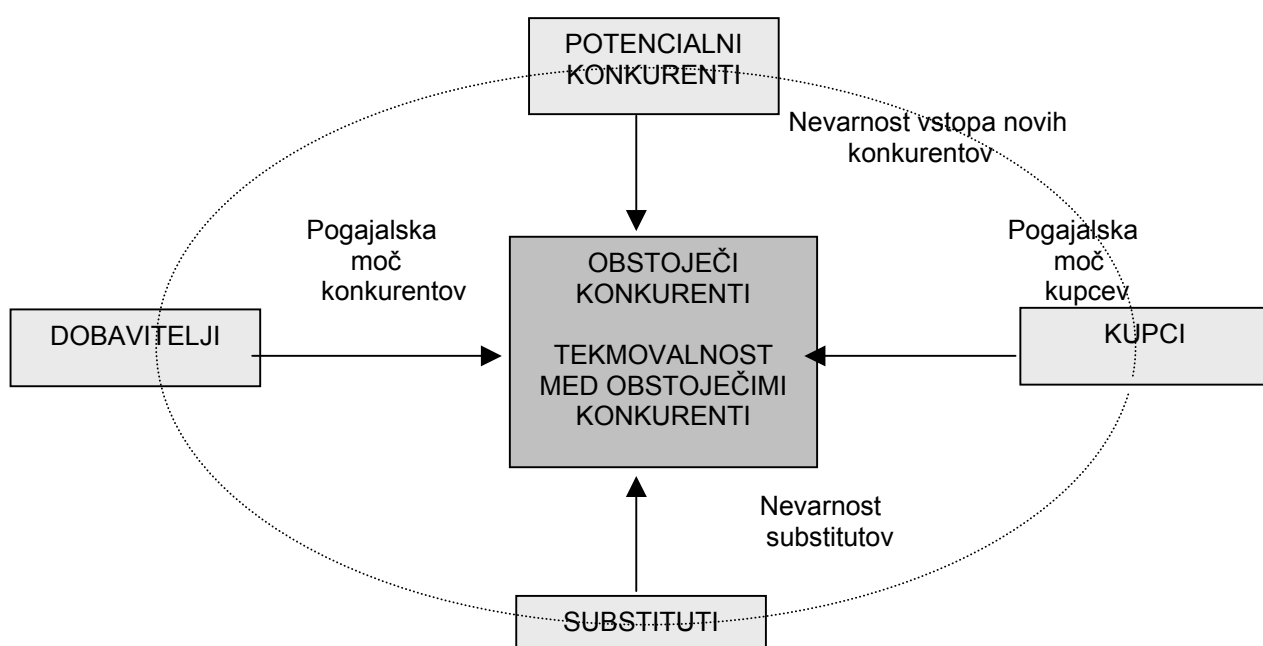 POTENCIALNI
KONKURENTI
Nevarnost vstopa novih
konkurentov
Pogajalska
moč
konkurentov
OBSTOJEČI
KONKURENTI
TEKMOVALNOST
MED OBSTOJEČIMI
KONKURENTI
Pogajalska
moč
kupcev
DOBAVITELJI
KUPCI
Nevarnost
substitutov
SUBSTITUTI